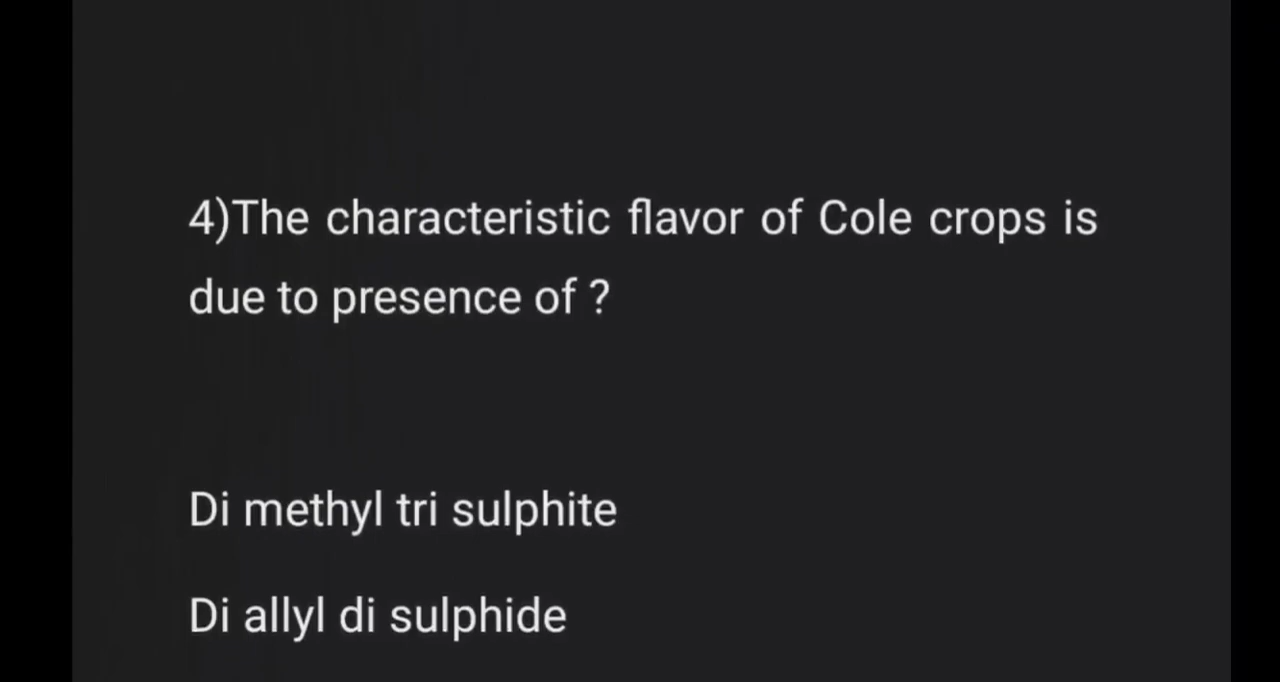 4)The characteristic flavor of Cole crops is
due to presence of ?
Di methyl tri sulphite
Di allyl di sulphide